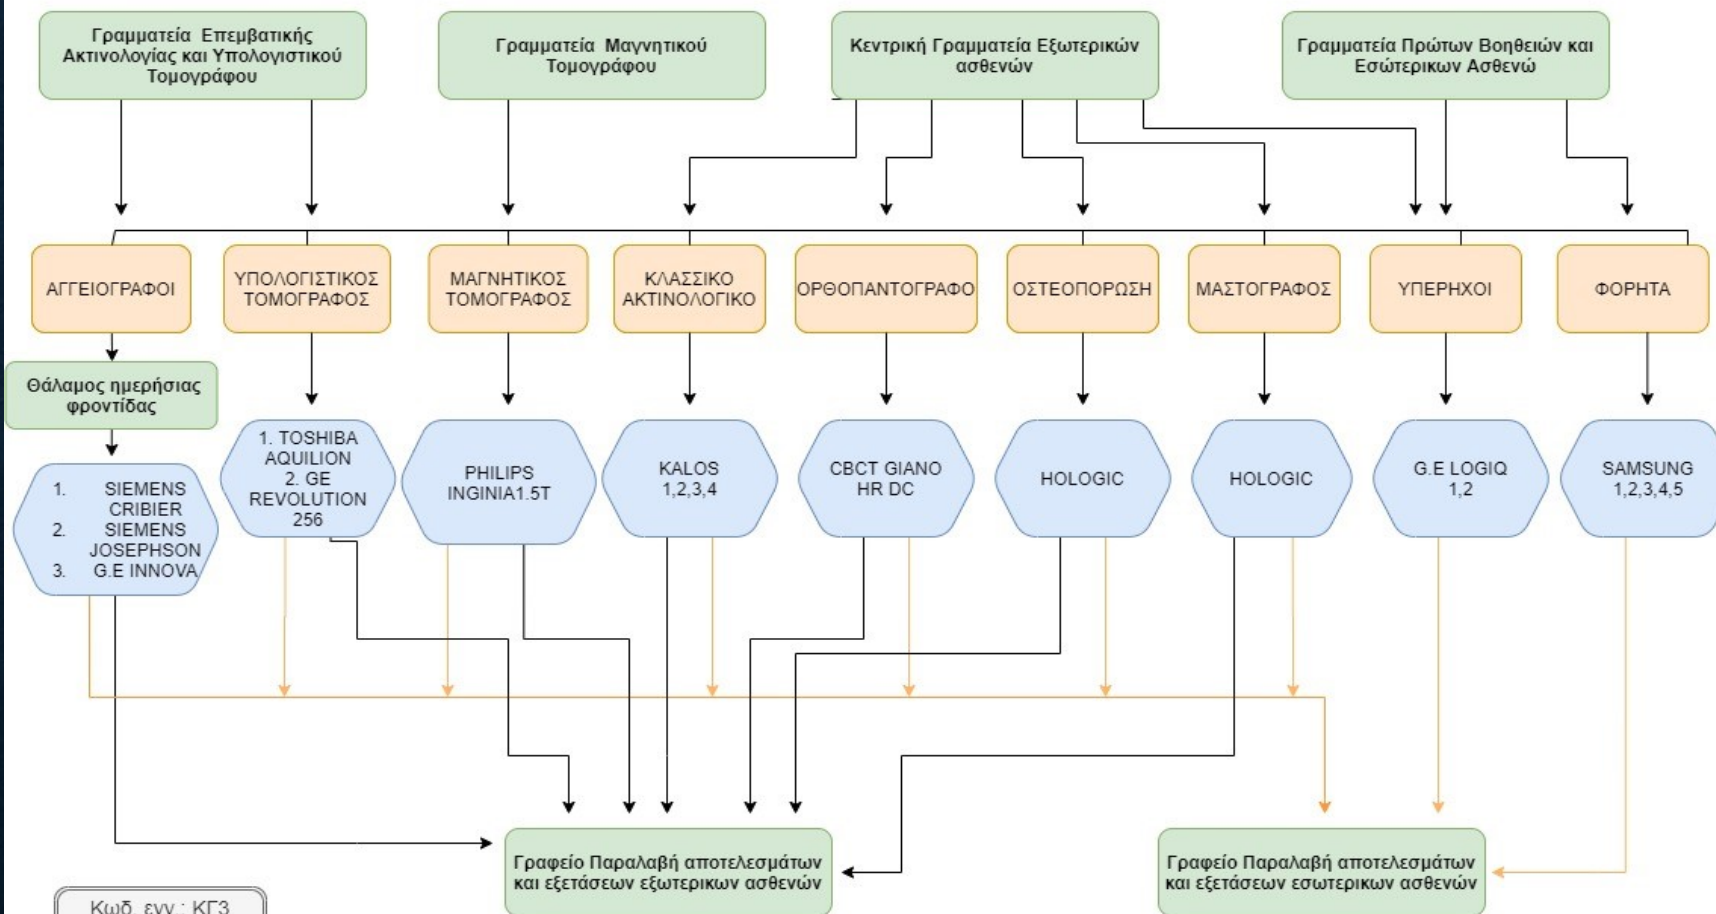 Γραμματεία Επεμβατικής
Ακτινολογίας και Υπολογιστικού
Τομογράφου
Γραμματεία Μαγνητικού
Τομογράφου
Κεντρική Γραμματεία Εξωτερικών
ασθενών
Γραμματεία Πρώτων Βοηθειών και
Εσώτερικων Ασθενώ
ΑΓΓΕΙΟΓΡΑΦΟΙ
ΥΠΟΛΟΓΙΣΤΙΚΟΣ
ΤΟΜΟΓΡΑΦΟΣ
ΜΑΓΝΗΤΙΚΟΣ
ΤΟΜΟΓΡΑΦΟΣ
ΚΛΑΣΣΙΚΟ
ΑΚΤΙΝΟΛΟΓΙΚΟ
ΟΡΘΟΠΑΝΤΟΓΡΑΦΟ
ΟΣΤΕΟΠΟΡΩΣΗ
ΜΑΣΤΟΓΡΑΦΟΣ
ΥΠΕΡΗΧΟΙ
ΦΟΡΗΤΑ
Θάλαμος ημερήσιας
φροντίδας
1. SIEMENS
CRIBIER
2. SIEMENS
JOSEPHSON
3. G.E INNOVA
1. TOSHIBA
AQUILION
2. GE
REVOLUTION
256
PHILIPS
INGINIA1.5T
KALOS
1,2,3,4
CBCT GIANO
HR DC
HOLOGIC
HOLOGIC
G.E LOGIQ
1,2
SAMSUNG
1,2,3,4,5
Γραφείο Παραλαβή αποτελεσμάτων
και εξετάσεων εξωτερικων ασθενών
Γραφείο Παραλαβή αποτελεσμάτων
και εξετάσεων εσωτερικων ασθενών
Κωδ. εγγ.: ΚΓ3